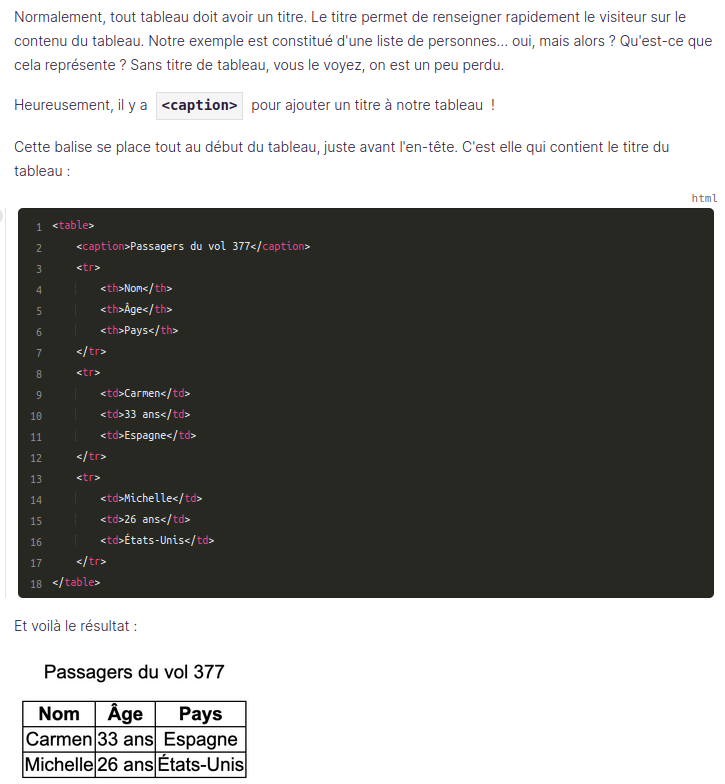 Normalement, tout tableau doit avoir un titre. Le titre permet de renseigner rapidement le visiteur sur le
contenu du tableau. Notre exemple est constitué d'une liste de personnes... oui, mais alors ? Qu'est-ce que
cela représente ? Sans titre de tableau, vous le voyez, on est un peu perdu.
Heureusement, il y a <caption> pour ajouter un titre à notre tableau !
Cette balise se place tout au début du tableau, juste avant l'en-tête. C'est elle qui contient le titre du
tableau :
html
1 <table>
2     <caption>Passagers du vol 377</caption>
3     <tr>
4         <th>Nom</th>
5         <th>Âge</th>
6         <th>Pays</th>
7     </tr>
8     <tr>
9         <td>Carmen</td>
10         <td>33 ans</td>
11         <td>Espagne</td>
12     </tr>
13     <tr>
14         <td>Michelle</td>
15         <td>26 ans</td>
16         <td>États-Unis</td>
17     </tr>
18 </table>
Et voilà le résultat :
Passagers du vol 377
Nom Âge Pays
Carmen 33 ans Espagne
Michelle 26 ans États-Unis